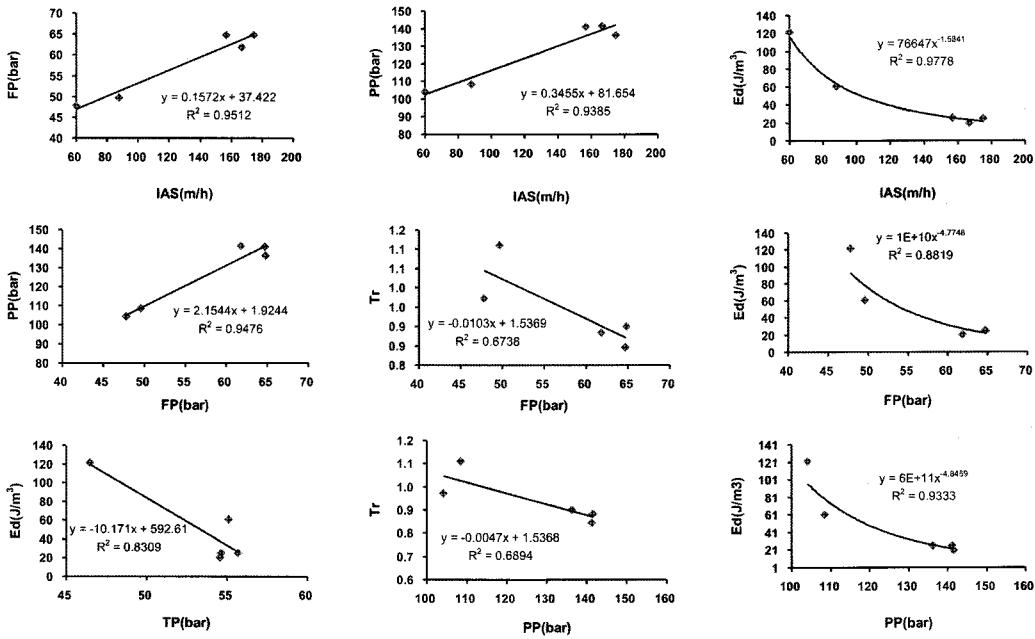 FP(bar)
70
65
60
55
50
45
40
60 80 100 120 140 160 180 200
y = 0.1572x + 37.422
R² = 0.9512
IAS(m/h)
PP(bar)
150
140
130
120
110
100
90
80
60 80 100 120 140 160 180 200
y = 0.3455x + 81.654
R² = 0.9385
IAS(m/h)
Ed(J/m³)
140
120
100
80
60
40
20
0
60 80 100 120 140 160 180 200
y = 76647x⁻¹·⁵⁸⁴¹
R² = 0.9778
IAS(m/h)
PP(bar)
150
140
130
120
110
100
90
80
40 45 50 55 60 65 70
y = 2.1544x + 1.9244
R² = 0.9476
FP(bar)
Tr
1.2
1.1
1.1
1.0
1.0
0.9
0.9
0.8
40 45 50 55 60 65 70
y = -0.0103x + 1.5369
R² = 0.6738
FP(bar)
Ed(J/m³)
140
120
100
80
60
40
20
0
40 45 50 55 60 65 70
y = 1E+10x⁻⁴·⁷⁷⁴⁸
R² = 0.8819
FP(bar)
Ed(J/m³)
140
120
100
80
60
40
20
0
45 50 55 60
y = -10.171x + 592.61
R² = 0.8309
TP(bar)
Tr
1.2
1.1
1.0
0.9
0.8
0.6
100 110 120 130 140 150 160
y = -0.0047x + 1.5368
R² = 0.6894
PP(bar)
Ed(J/m3)
141
121
101
81
61
41
21
1
100 110 120 130 140 150 160
y = 6E+11x⁻⁴·⁸⁴⁵⁹
R² = 0.9333
PP(bar)